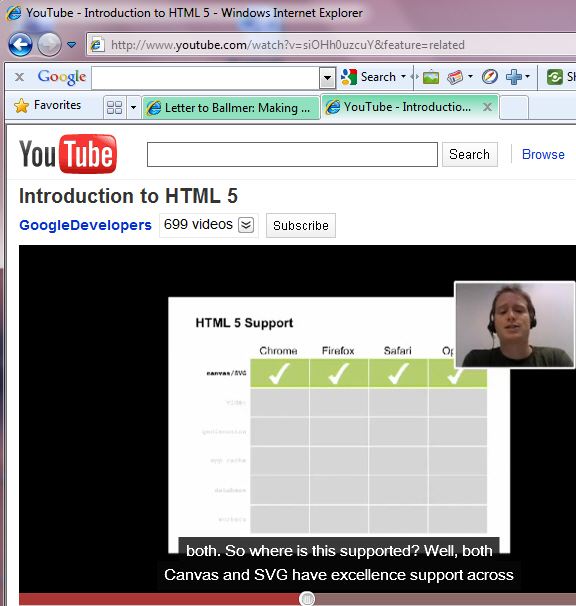 YouTube - Introduction to HTML 5 - Windows Internet Explorer
http://www.youtube.com/watch?v=siOHh0uzcuY&feature=related
Google Search Sh
Favorites Letter to Ballmer: Making ... YouTube - Introductio...
YouTube Search Browse
Introduction to HTML 5
GoogleDevelopers 699 videos Subscribe
HTML 5 Support
Chrome Firefox Safari Op
canvas/SVG
video
geolocation
app cache
database
workers
both. So where is this supported? Well, both
Canvas and SVG have excellence support across